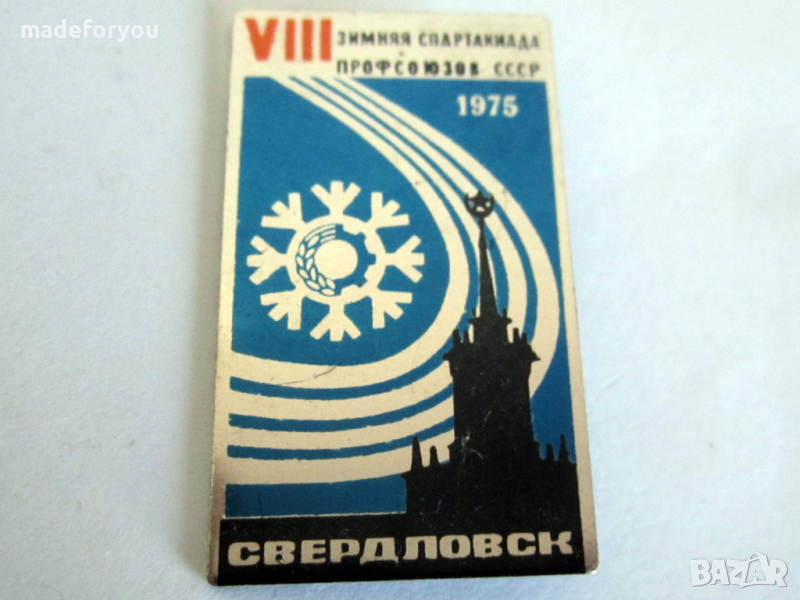 madeforyou
VIII ЗИМНЯЯ СПАРТАКИАДА
ПРОФСОЮЗОВ СССР
1975
СВЕРДЛОВСК
BAZAR